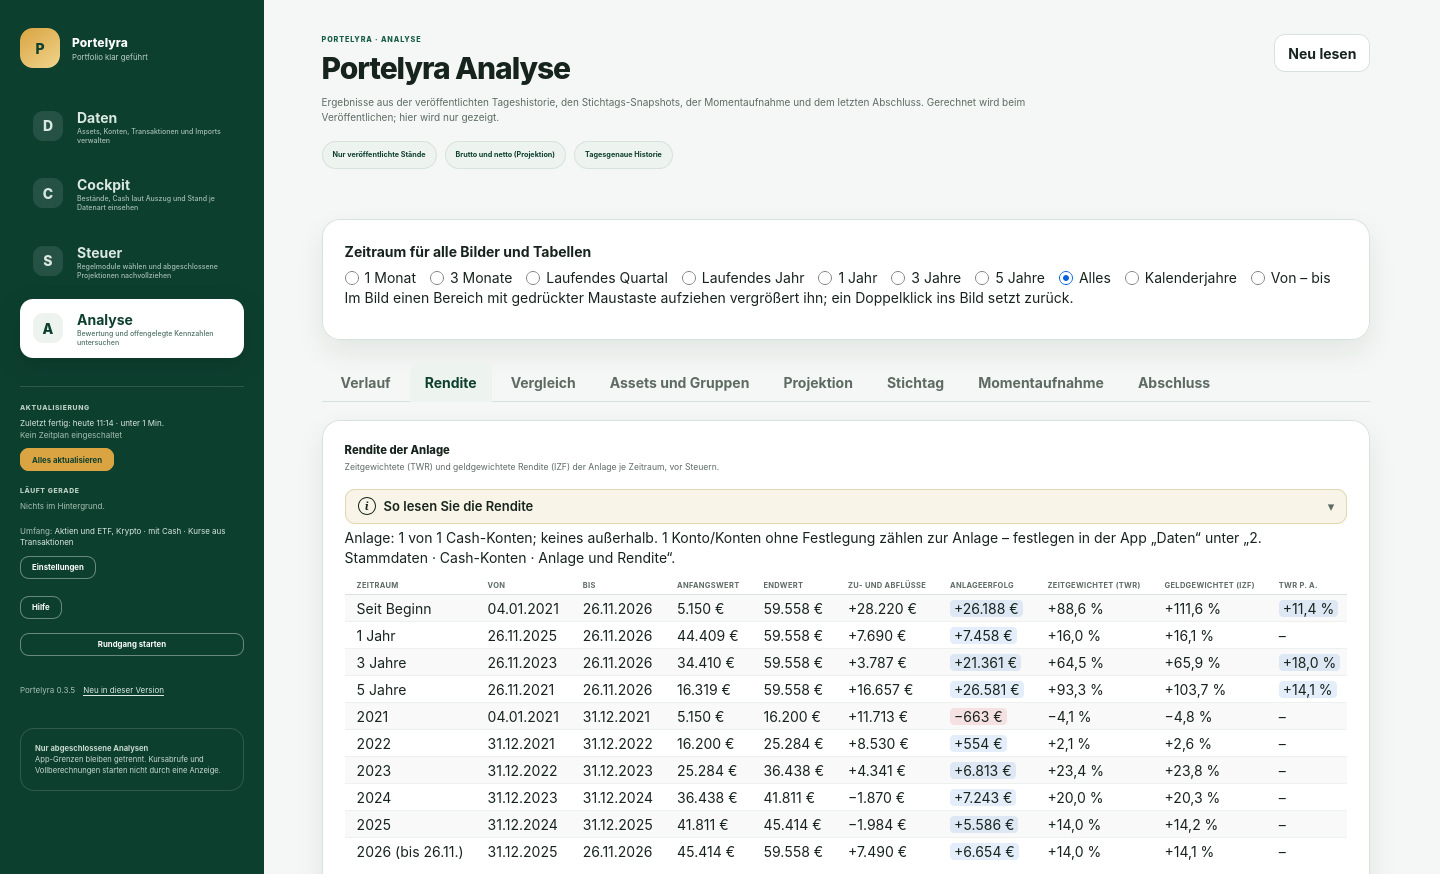 P
Portelyra
Portfolio klar geführt
D
Daten
Assets, Konten, Transaktionen und Imports
verwalten
C
Cockpit
Bestände, Cash laut Auszug und Stand je
Datenart einsehen
S
Steuer
Regelmodule wählen und abgeschlossene
Projektionen nachvollziehen
A
Analyse
Bewertung und offengelegte Kennzahlen
untersuchen
AKTUALISIERUNG
Zuletzt fertig: heute 11:14 · unter 1 Min.
Kein Zeitplan eingeschaltet
Alles aktualisieren
LÄUFT GERADE
Nichts im Hintergrund.
Umfang: Aktien und ETF, Krypto · mit Cash · Kurse aus
Transaktionen
Einstellungen
Hilfe
Rundgang starten
Portelyra 0.3.5 Neu in dieser Version
Nur abgeschlossene Analysen
App-Grenzen bleiben getrennt. Kursabrufe und
Vollberechnungen starten nicht durch eine Anzeige.
PORTELYRA · ANALYSE
Portelyra Analyse
Neu lesen
Ergebnisse aus der veröffentlichten Tageshistorie, den Stichtags-Snapshots, der Momentaufnahme und dem letzten Abschluss. Gerechnet wird beim
Veröffentlichen; hier wird nur gezeigt.
Nur veröffentlichte Stände Brutto und netto (Projektion) Tagesgenaue Historie
Zeitraum für alle Bilder und Tabellen
1 Monat 3 Monate Laufendes Quartal Laufendes Jahr 1 Jahr 3 Jahre 5 Jahre Alles Kalenderjahre Von – bis
Im Bild einen Bereich mit gedrückter Maustaste aufziehen vergrößert ihn; ein Doppelklick ins Bild setzt zurück.
Verlauf Rendite Vergleich Assets und Gruppen Projektion Stichtag Momentaufnahme Abschluss
Rendite der Anlage
Zeitgewichtete (TWR) und geldgewichtete Rendite (IZF) der Anlage je Zeitraum, vor Steuern.
i So lesen Sie die Rendite ▾
Anlage: 1 von 1 Cash-Konten; keines außerhalb. 1 Konto/Konten ohne Festlegung zählen zur Anlage – festlegen in der App „Daten“ unter „2.
Stammdaten · Cash-Konten · Anlage und Rendite“.
ZEITRAUM VON BIS ANFANGSWERT ENDWERT ZU- UND ABFLÜSSE ANLAGEERFOLG ZEITGEWICHTET (TWR) GELDGEWICHTET (IZF) TWR P. A.
Seit Beginn 04.01.2021 26.11.2026 5.150 € 59.558 € +28.220 € +26.188 € +88,6 % +111,6 % +11,4 %
1 Jahr 26.11.2025 26.11.2026 44.409 € 59.558 € +7.690 € +7.458 € +16,0 % +16,1 % –
3 Jahre 26.11.2023 26.11.2026 34.410 € 59.558 € +3.787 € +21.361 € +64,5 % +65,9 % +18,0 %
5 Jahre 26.11.2021 26.11.2026 16.319 € 59.558 € +16.657 € +26.581 € +93,3 % +103,7 % +14,1 %
2021 04.01.2021 31.12.2021 5.150 € 16.200 € +11.713 € −663 € −4,1 % −4,8 % –
2022 31.12.2021 31.12.2022 16.200 € 25.284 € +8.530 € +554 € +2,1 % +2,6 % –
2023 31.12.2022 31.12.2023 25.284 € 36.438 € +4.341 € +6.813 € +23,4 % +23,8 % –
2024 31.12.2023 31.12.2024 36.438 € 41.811 € −1.870 € +7.243 € +20,0 % +20,3 % –
2025 31.12.2024 31.12.2025 41.811 € 45.414 € −1.984 € +5.586 € +14,0 % +14,2 % –
2026 (bis 26.11.) 31.12.2025 26.11.2026 45.414 € 59.558 € +7.490 € +6.654 € +14,0 % +14,1 % –